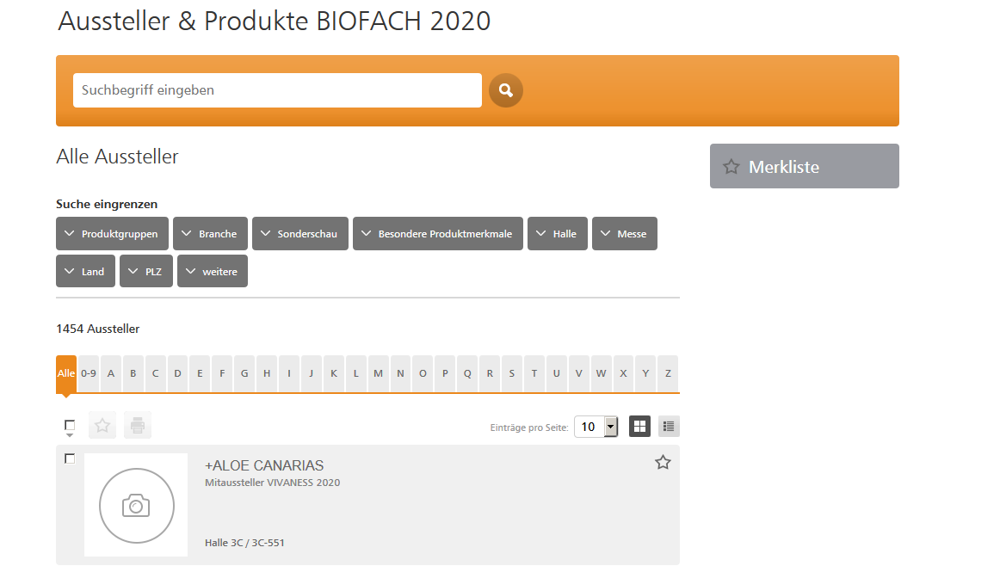 Aussteller & Produkte BIOFACH 2020
Suchbegriff eingeben
Alle Aussteller
Merkliste
Suche eingrenzen
Produktgruppen Branche Sonderschau Besondere Produktmerkmale Halle Messe
Land PLZ weitere
1454 Aussteller
Alle 0-9 A B C D E F G H I J K L M N O P Q R S T U V W X Y Z
Einträge pro Seite: 10
+ALOE CANARIAS
Mitaussteller VIVANESS 2020
Halle 3C / 3C-551